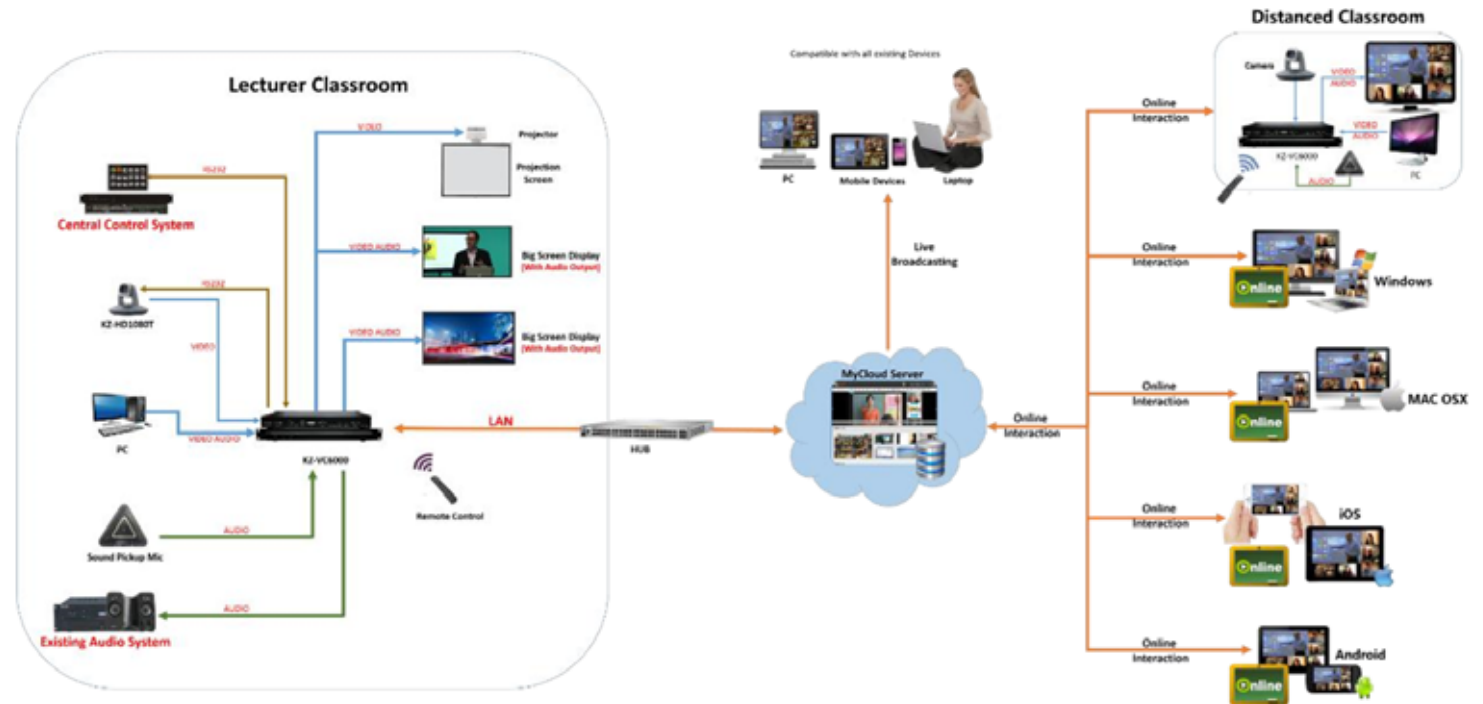 Lecturer Classroom
VIDEO
Projector
Projection
Screen
RS232
Central Control System
VIDEO AUDIO
Big Screen Display
[With Audio Output]
RS232
KZ-HD1080T
VIDEO
VIDEO AUDIO
Big Screen Display
[With Audio Output]
PC
VIDEO AUDIO
KZ-VC6000
LAN
HUB
Remote Control
Sound Pickup Mic
AUDIO
AUDIO
Existing Audio System
Compatible with all existing Devices
PC
Mobile Devices
Laptop
Live
Broadcasting
MyCloud Server
Online
Interaction
Distanced Classroom
Camera
VIDEO
AUDIO
VIDEO
AUDIO
KZ-VC6000
AUDIO
PC
Online
Interaction
Online
Interaction
Online
Windows
Online
Interaction
Online
MAC OSX
Online
Interaction
Online
iOS
Online
Interaction
Online
Android